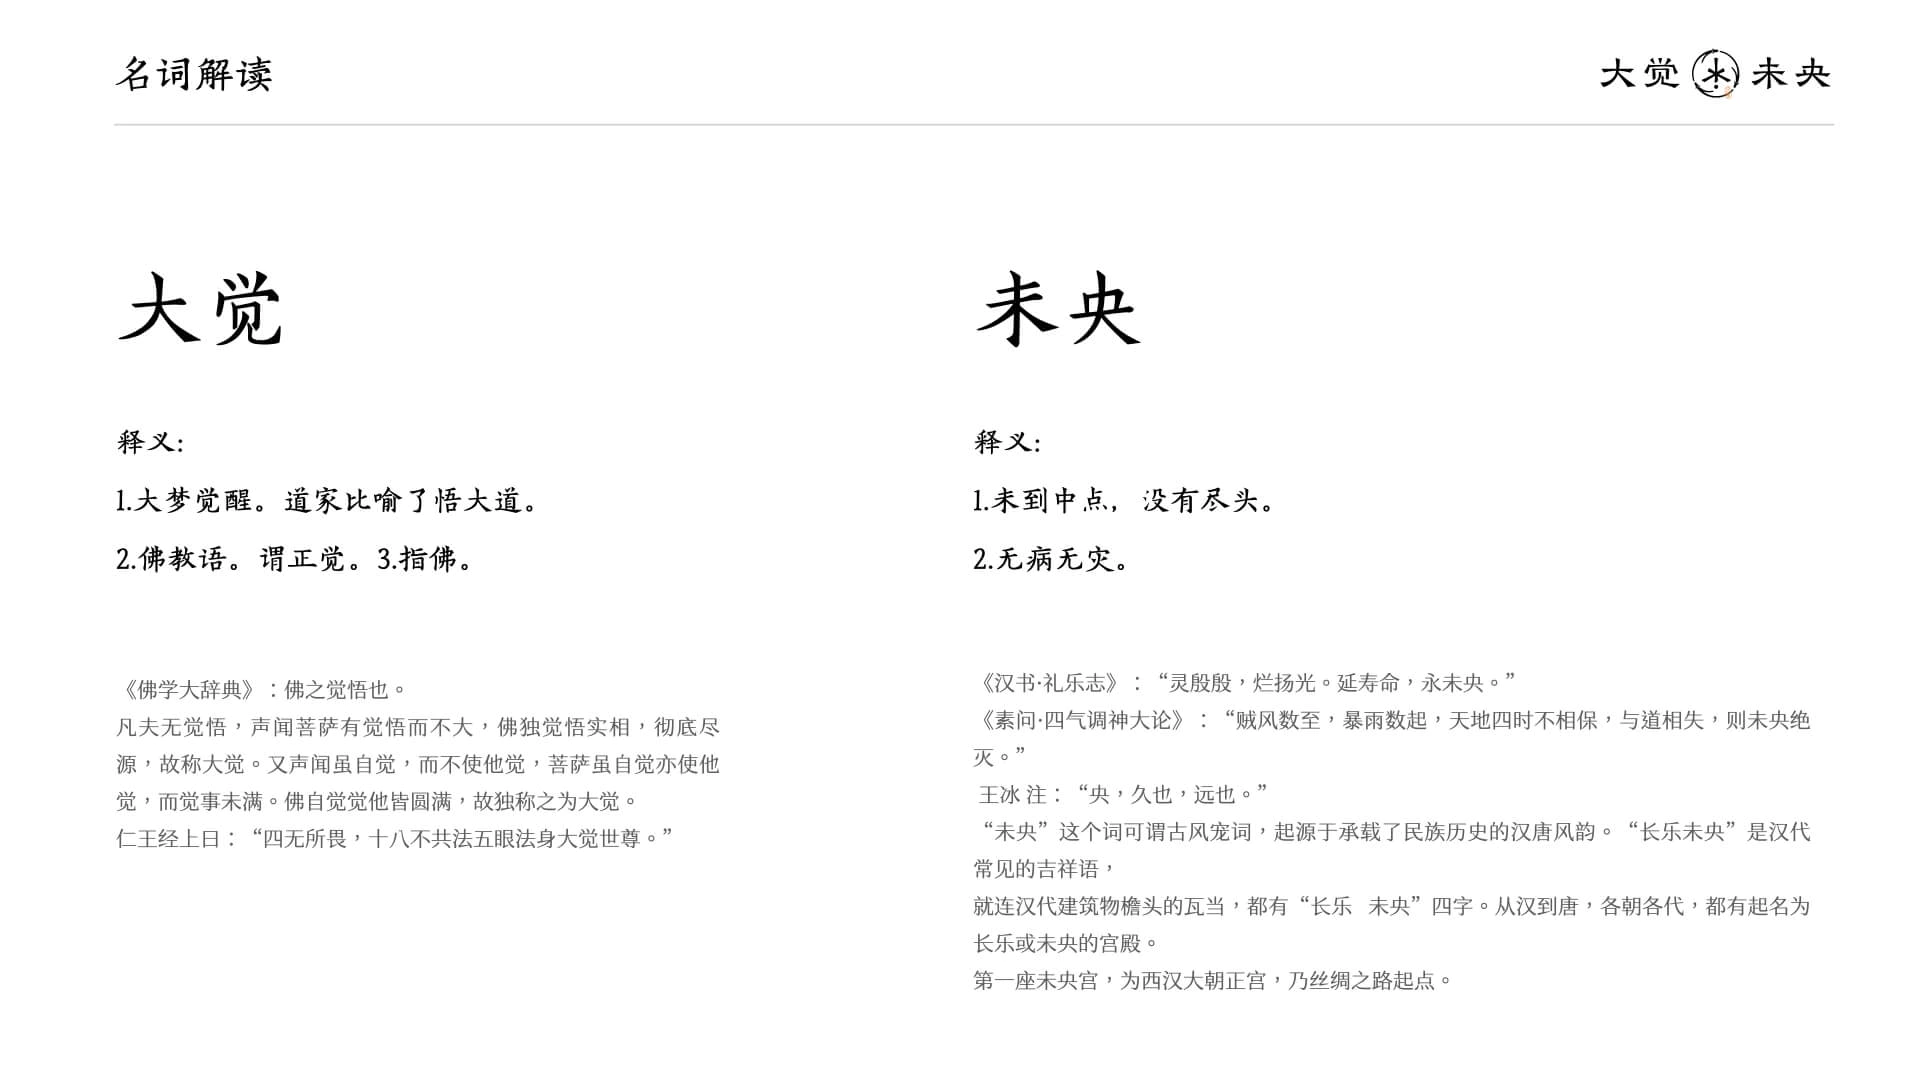 名词解读
大觉 未央
大觉
释义:
1.大梦觉醒。道家比喻了悟大道。
2.佛教语。谓正觉。3.指佛。
《佛学大辞典》：佛之觉悟也。
凡夫无觉悟，声闻菩萨有觉悟而不大，佛独觉悟实相，彻底尽
源，故称大觉。又声闻虽自觉，而不使他觉，菩萨虽自觉亦使他
觉，而觉事未满。佛自觉觉他皆圆满，故独称之为大觉。
仁王经上曰：“四无所畏，十八不共法五眼法身大觉世尊。”
未央
释义:
1.未到中点，没有尽头。
2.无病无灾。
《汉书·礼乐志》：“灵殷殷，烂扬光。延寿命，永未央。”
《素问·四气调神大论》：“贼风数至，暴雨数起，天地四时不相保，与道相失，则未央绝
灭。”
王冰 注：“央，久也，远也。”
“未央”这个词可谓古风宠词，起源于承载了民族历史的汉唐风韵。“长乐未央”是汉代
常见的吉祥语，
就连汉代建筑物檐头的瓦当，都有“长乐 未央”四字。从汉到唐，各朝各代，都有起名为
长乐或未央的宫殿。
第一座未央宫，为西汉大朝正宫，乃丝绸之路起点。